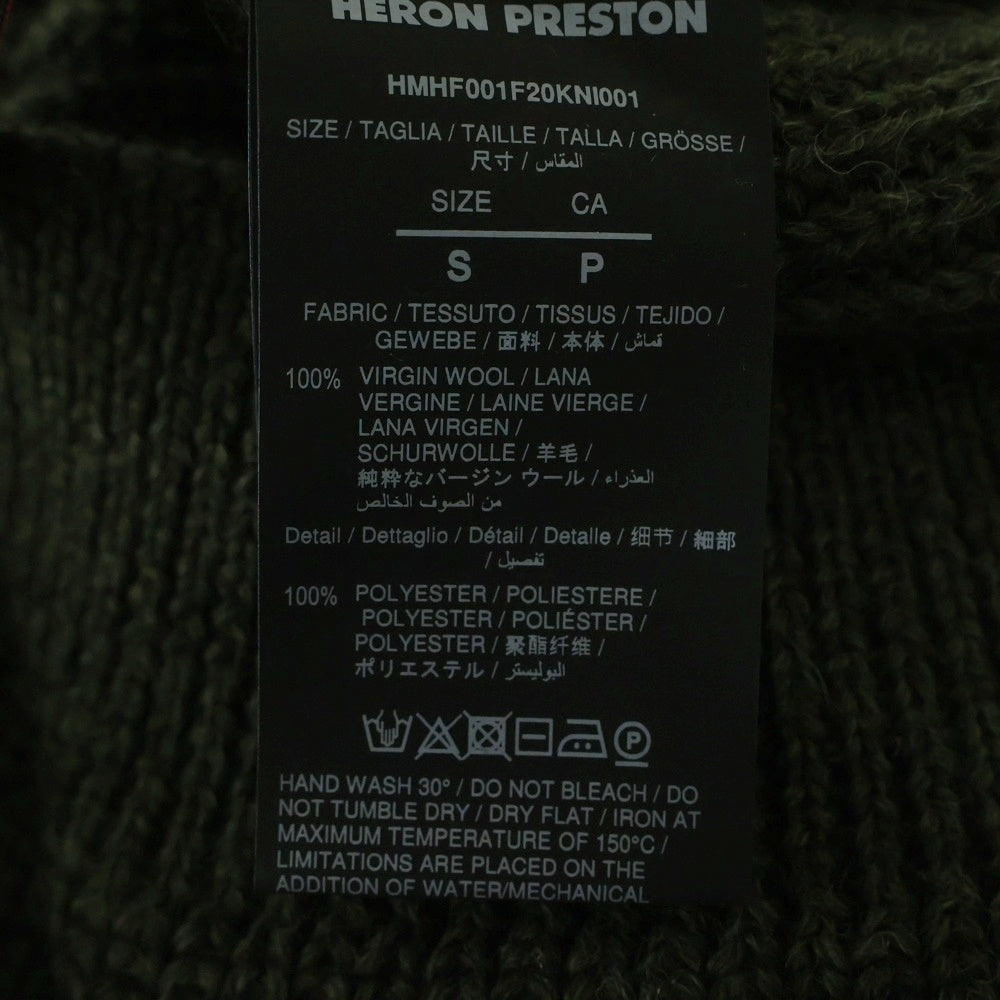 HERON PRESTON
HMHF001F20KNI001
SIZE / TAGLIA / TAILLE / TALLA / GRÖSSE /
尺寸 / المقاس
SIZE CA
S P
FABRIC / TESSUTO / TISSUS / TEJIDO /
GEWEBE / 面料 / 本体 / قماش
100% VIRGIN WOOL / LANA
VERGINE / LAINE VIERGE /
LANA VIRGEN /
SCHURWOLLE / 羊毛 /
純粋なバージン ウール / العذراء
من الصوف الخالص
Detail / Dettaglio / Détail / Detalle / 细节 / 細部
/ تفصيل
100% POLYESTER / POLIESTERE /
POLYESTER / POLIÉSTER /
POLYESTER / 聚酯纤维 /
ポリエステル / البوليستر
P
HAND WASH 30° / DO NOT BLEACH / DO
NOT TUMBLE DRY / DRY FLAT / IRON AT
MAXIMUM TEMPERATURE OF 150°C /
LIMITATIONS ARE PLACED ON THE
ADDITION OF WATER/MECHANICAL